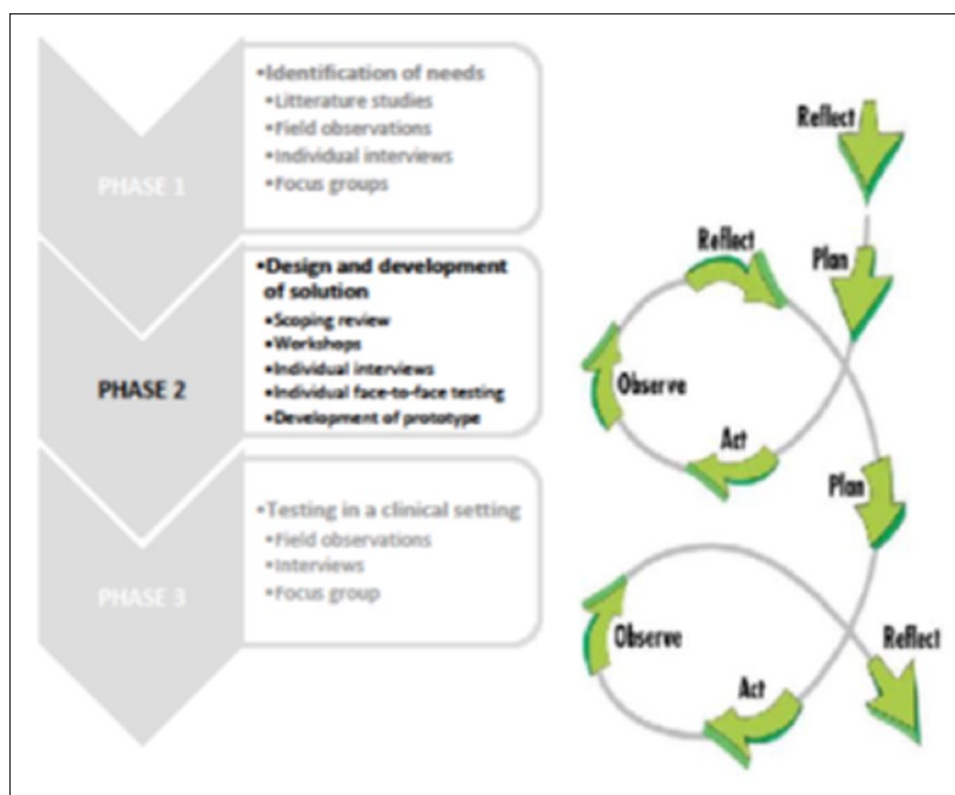 PHASE 1
•Identification of needs
•Litterature studies
•Field observations
•Individual interviews
•Focus groups
PHASE 2
•Design and development
of solution
•Scoping review
•Workshops
•Individual interviews
•Individual face-to-face testing
•Development of prototype
PHASE 3
•Testing in a clinical setting
•Field observations
•Interviews
•Focus group
Reflect
Plan
Act
Observe
Reflect
Plan
Act
Observe
Reflect